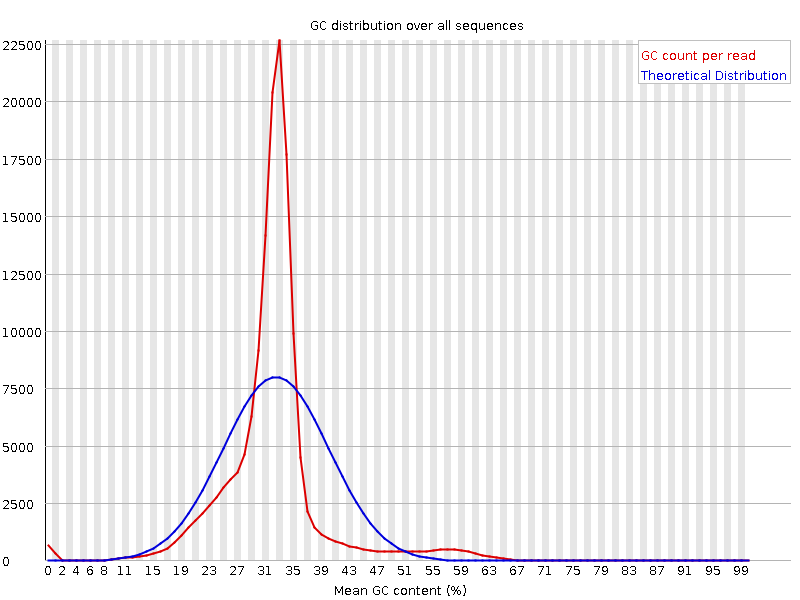 GC distribution over all sequences
GC count per read
Theoretical Distribution
22500
20000
17500
15000
12500
10000
7500
5000
2500
0
0 2 4 6 8 11 15 19 23 27 31 35 39 43 47 51 55 59 63 67 71 75 79 83 87 91 95 99
Mean GC content (%)